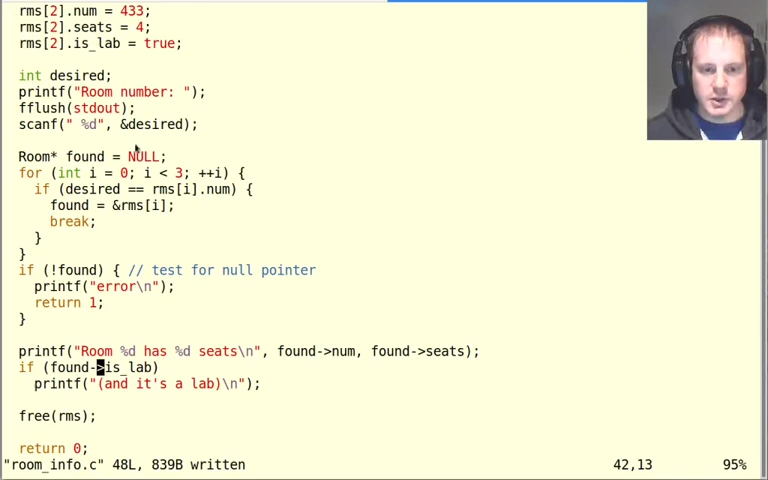 rms[2].num = 433;
rms[2].seats = 4;
rms[2].is_lab = true;
int desired;
printf("Room number: ");
fflush(stdout);
scanf(" %d", &desired);
Room* found = NULL;
for (int i = 0; i < 3; ++i) {
if (desired == rms[i].num) {
found = &rms[i];
break;
}
}
if (!found) { // test for null pointer
printf("error\n");
return 1;
}
printf("Room %d has %d seats\n", found->num, found->seats);
if (found->is_lab)
printf("(and it's a lab)\n");
free(rms);
return 0;
"room_info.c" 48L, 839B written 42,13 95%